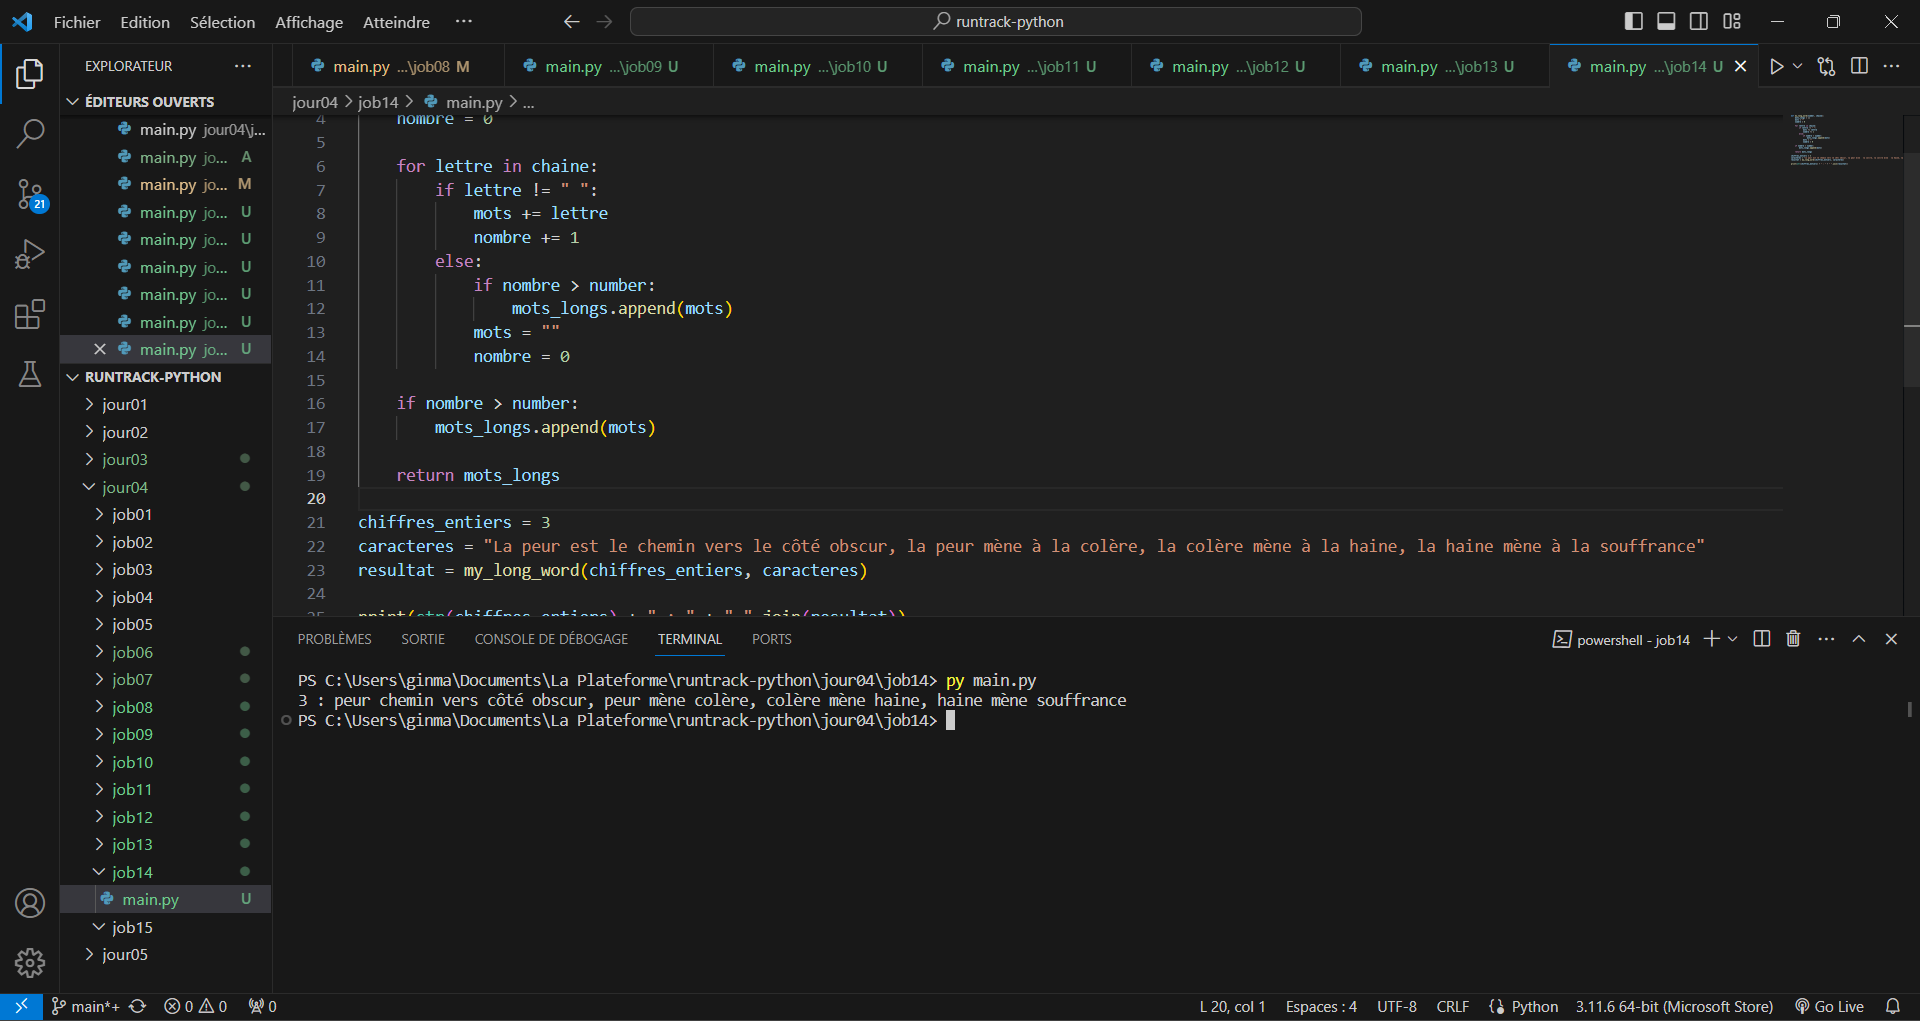 Fichier Edition Sélection Affichage Atteindre ...
runtrack-python
EXPLORATEUR
ÉDITEURS OUVERTS
main.py jour04\j...
main.py jo... A
main.py jo... M
main.py jo... U
main.py jo... U
main.py jo... U
main.py jo... U
main.py jo... U
main.py jo... U
RUNTRACK-PYTHON
jour01
jour02
jour03
jour04
job01
job02
job03
job04
job05
job06
job07
job08
job09
job10
job11
job12
job13
job14
main.py U
job15
jour05
main.py ...\job08 M
main.py ...\job09 U
main.py ...\job10 U
main.py ...\job11 U
main.py ...\job12 U
main.py ...\job13 U
main.py ...\job14 U
jour04 > job14 > main.py > ...
4 nombre = 0
5
6 for lettre in chaine:
7 if lettre != " ":
8 mots += lettre
9 nombre += 1
10 else:
11 if nombre > number:
12 mots_longs.append(mots)
13 mots = ""
14 nombre = 0
15
16 if nombre > number:
17 mots_longs.append(mots)
18
19 return mots_longs
20
21 chiffres_entiers = 3
22 caracteres = "La peur est le chemin vers le côté obscur, la peur mène à la colère, la colère mène à la haine, la haine mène à la souffrance"
23 resultat = my_long_word(chiffres_entiers, caracteres)
24
25 print(str(chiffres_entiers) + " : " + " ".join(resultat))
PROBLÈMES SORTIE CONSOLE DE DÉBOGAGE TERMINAL PORTS
powershell - job14
PS C:\Users\ginma\Documents\La Plateforme\runtrack-python\jour04\job14> py main.py
3 : peur chemin vers côté obscur, peur mène colère, colère mène haine, haine mène souffrance
PS C:\Users\ginma\Documents\La Plateforme\runtrack-python\jour04\job14>
21
main*+ 0 0 0
L 20, col 1 Espaces : 4 UTF-8 CRLF Python 3.11.6 64-bit (Microsoft Store) Go Live